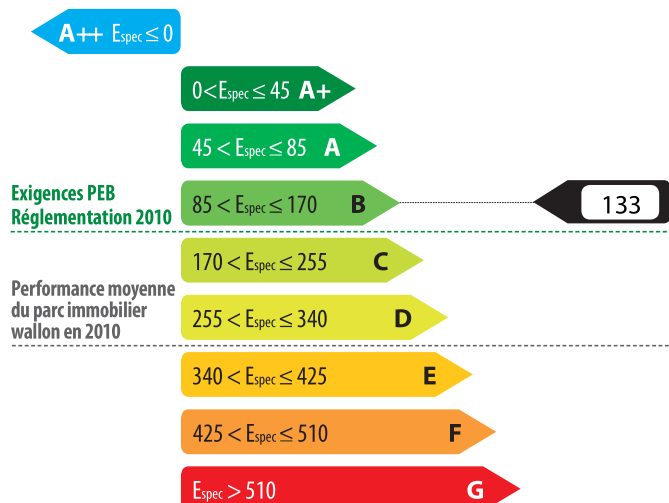 A++ Espec ≤ 0
0 < Espec ≤ 45 A+
45 < Espec ≤ 85 A
Exigences PEB
Réglementation 2010
85 < Espec ≤ 170 B
133
170 < Espec ≤ 255 C
Performance moyenne
du parc immobilier
wallon en 2010
255 < Espec ≤ 340 D
340 < Espec ≤ 425 E
425 < Espec ≤ 510 F
Espec > 510 G